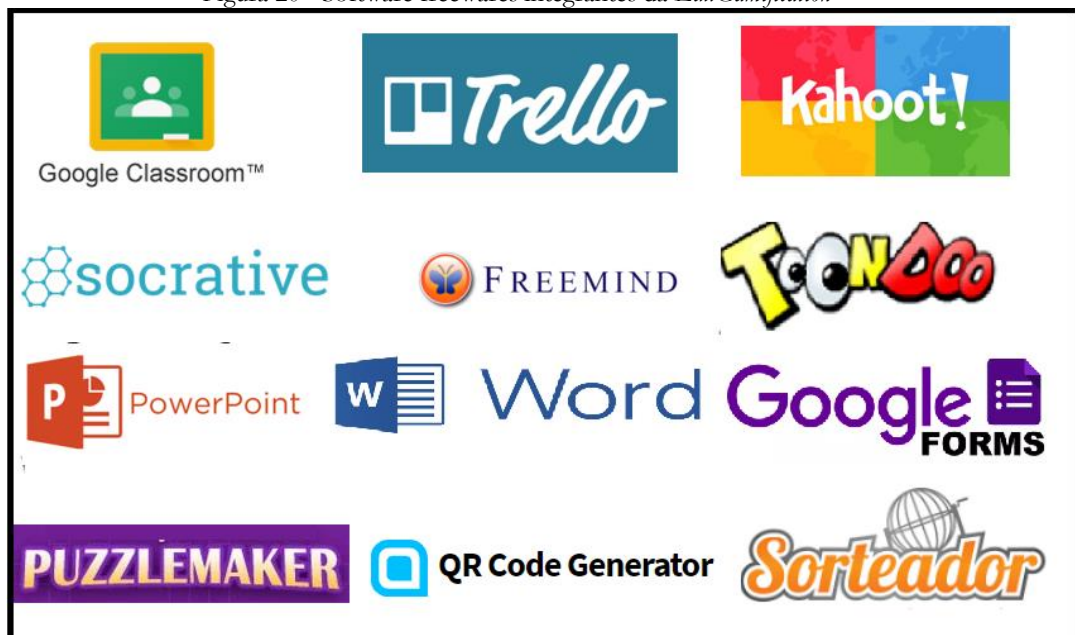 Google Classroom™
Trello
Kahoot!
socrative
FREEMIND
TOONDOO
P PowerPoint
W Word
Google
FORMS
PUZZLEMAKER
QR Code Generator
Sorteador